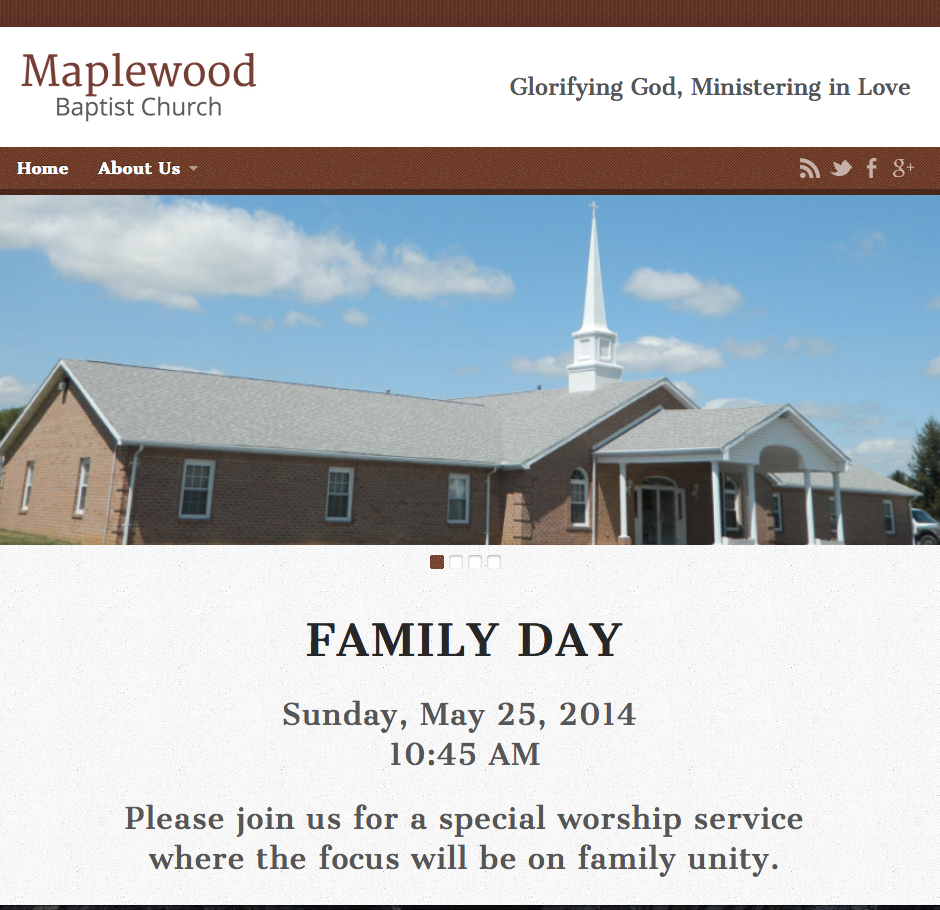 Maplewood
Baptist Church
Glorifying God, Ministering in Love
Home About Us
g+
FAMILY DAY
Sunday, May 25, 2014
10:45 AM
Please join us for a special worship service
where the focus will be on family unity.